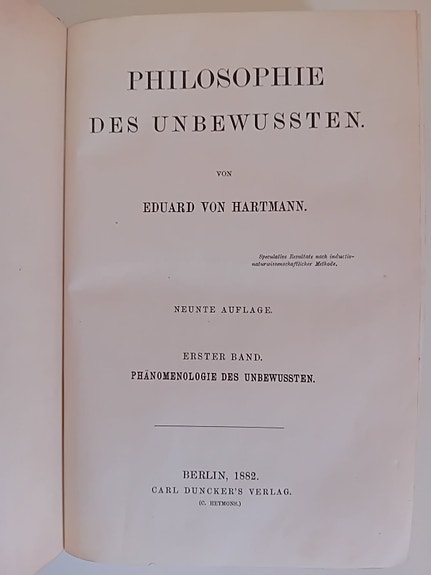 PHILOSOPHIE
DES UNBEWUSSTEN.
VON
EDUARD VON HARTMANN.
Speculative Resultate nach inductiv-
naturwissenschaftlicher Methode.
NEUNTE AUFLAGE.
ERSTER BAND.
PHÄNOMENOLOGIE DES UNBEWUSSTEN.
BERLIN, 1882.
CARL DUNCKER'S VERLAG.
(C. HEYMONS.)